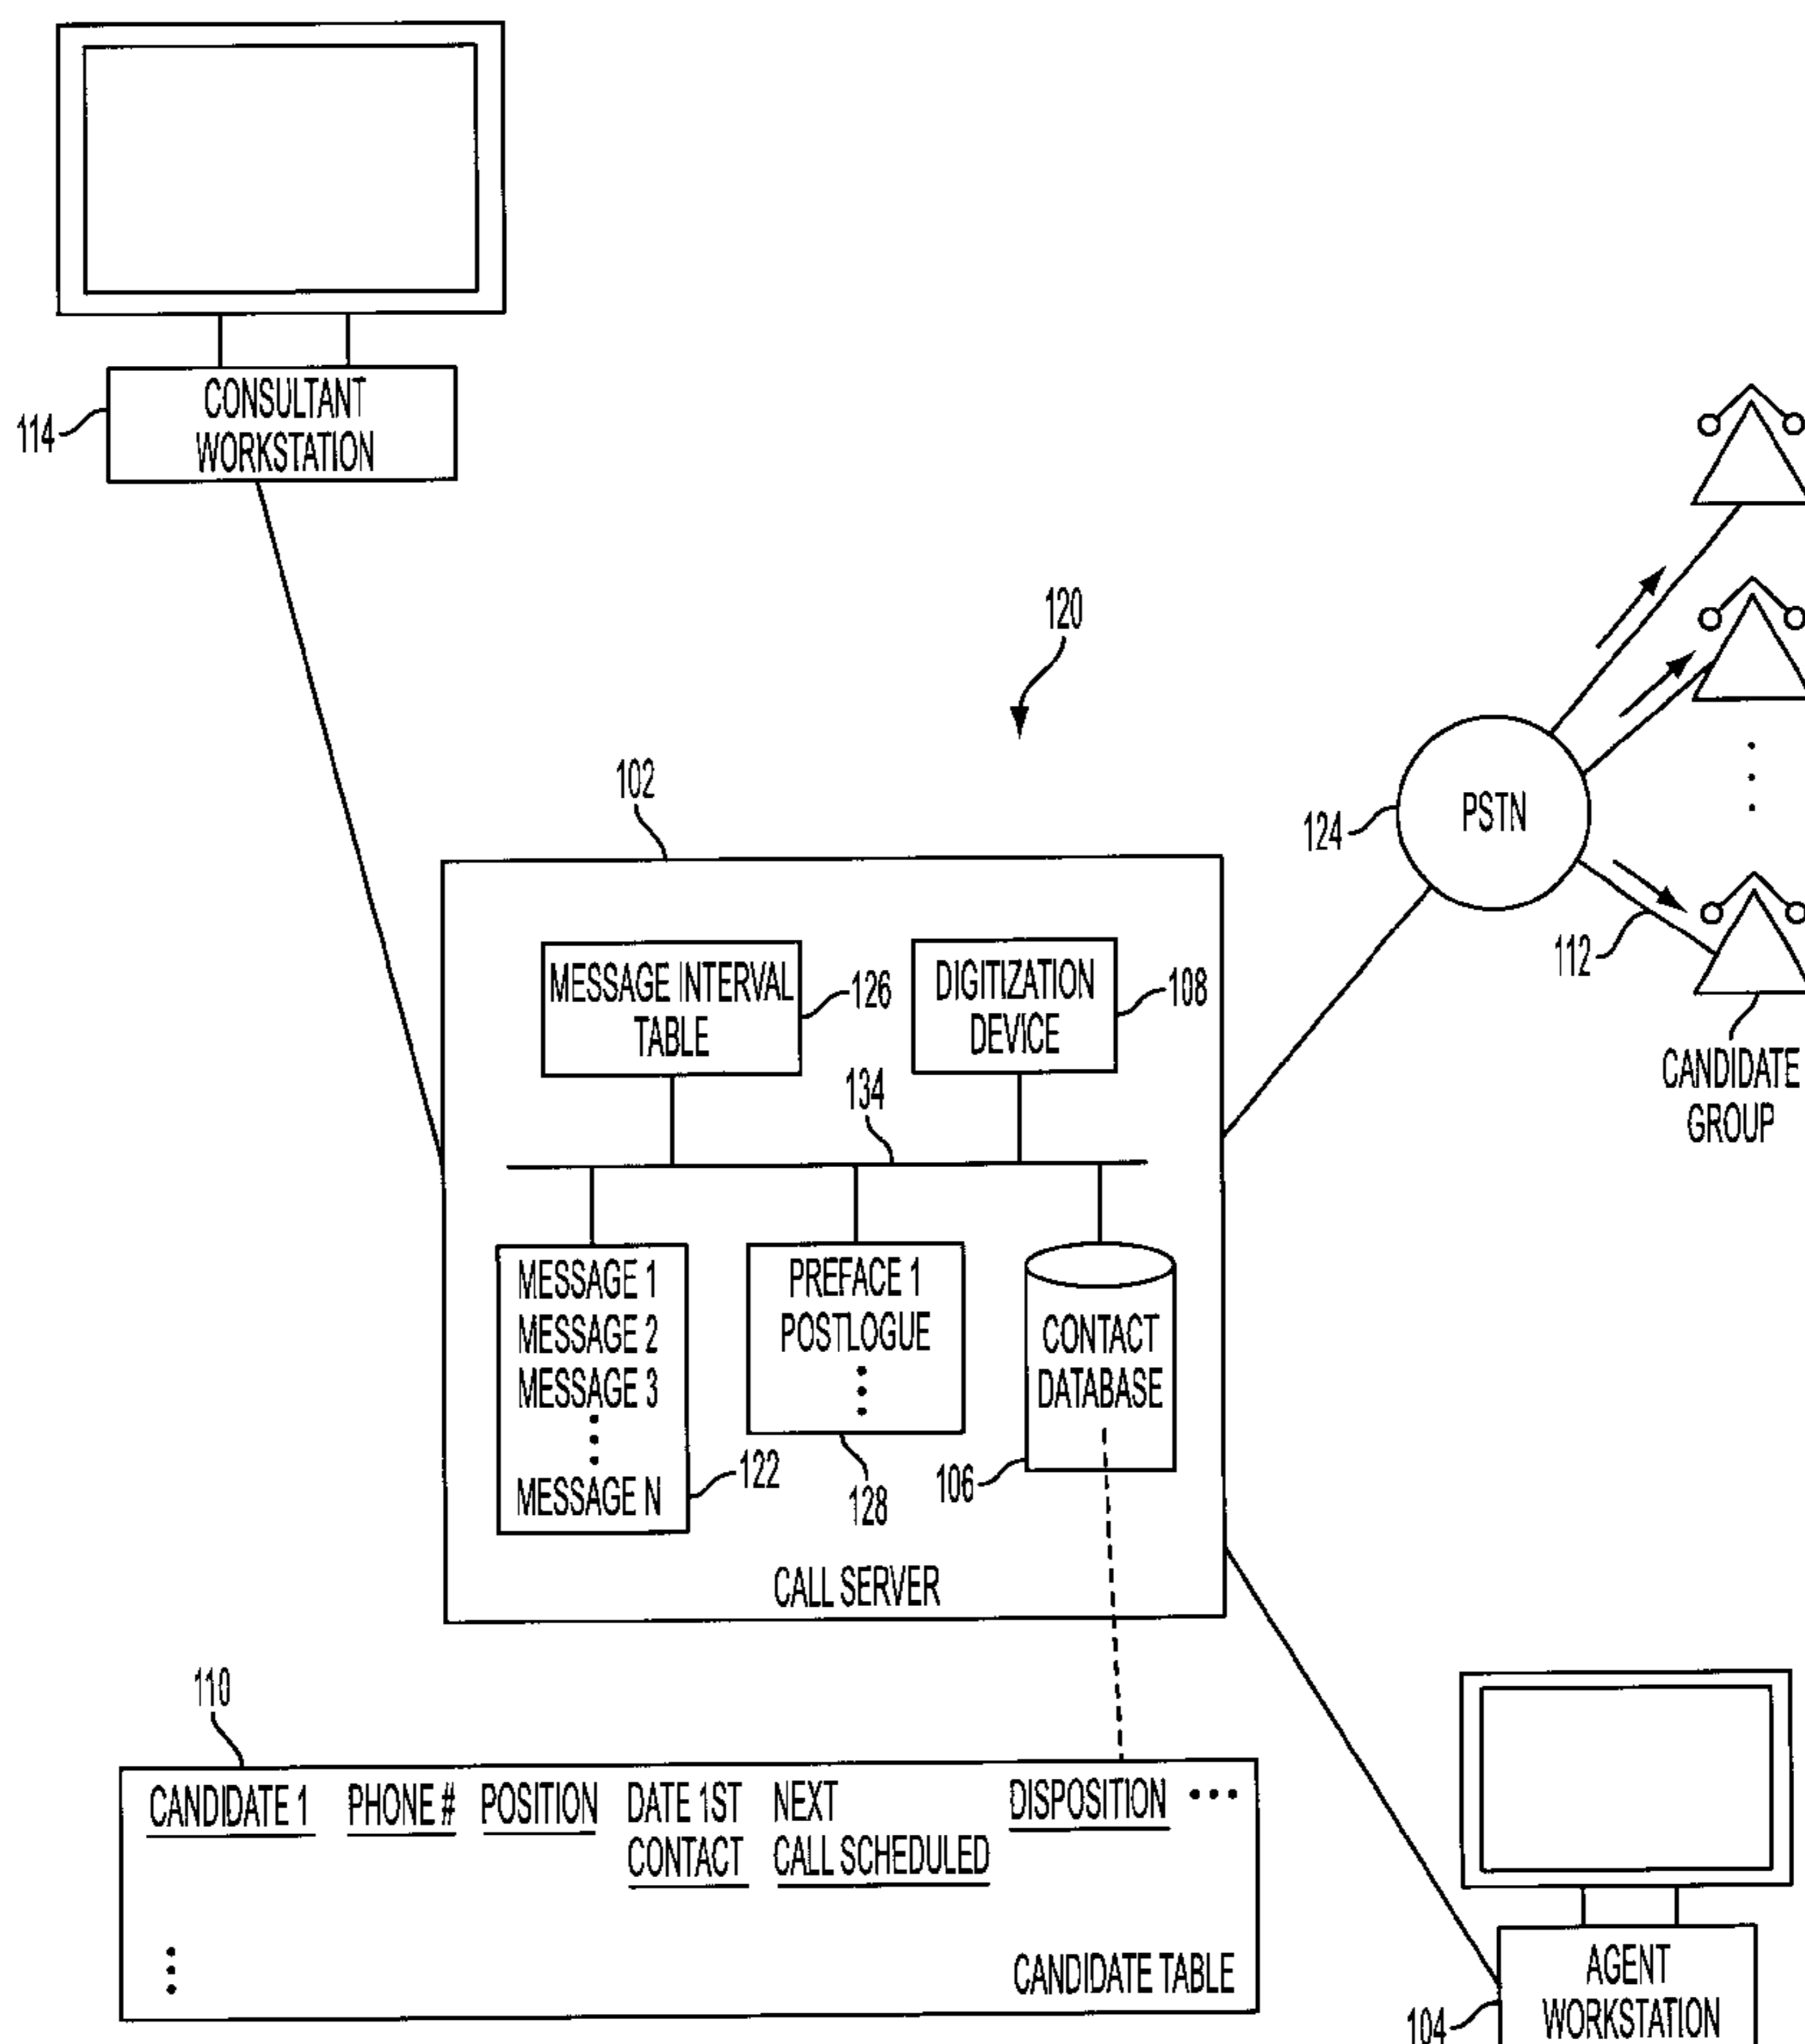 CONSULTANT
WORKSTATION
114
120
102
124
PSTN
112
CANDIDATE
GROUP
MESSAGE INTERVAL
TABLE
126
DIGITIZATION
DEVICE
108
134
MESSAGE 1
MESSAGE 2
MESSAGE 3
MESSAGE N
122
PREFACE 1
POSTLOGUE
128
CONTACT
DATABASE
106
CALL SERVER
110
CANDIDATE 1 PHONE # POSITION DATE 1ST NEXT DISPOSITION •••
CONTACT CALL SCHEDULED
CANDIDATE TABLE
AGENT
WORKSTATION
104